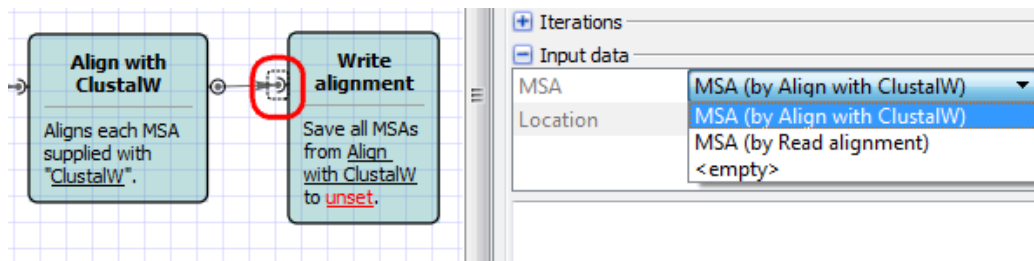 Align with
ClustalW
Aligns each MSA
supplied with
"ClustalW".
Write
alignment
Save all MSAs
from Align
with ClustalW
to unset.
Iterations
Input data
MSA
MSA (by Align with ClustalW)
Location
MSA (by Align with ClustalW)
MSA (by Read alignment)
<empty>